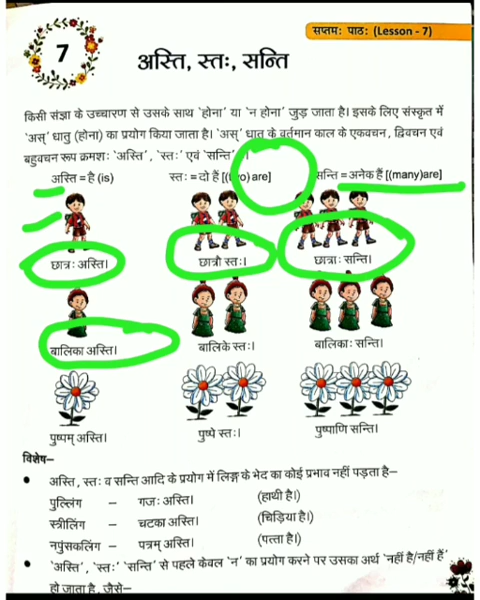 सप्तमः पाठः (Lesson - 7)
7
अस्ति, स्तः, सन्ति
किसी संज्ञा के उच्चारण से उसके साथ 'होना' या 'न होना' जुड़ जाता है। इसके लिए संस्कृत में
'अस्' धातु (होना) का प्रयोग किया जाता है। 'अस्' धातु के वर्तमान काल के एकवचन, द्विवचन एवं
बहुवचन रूप क्रमशः 'अस्ति', 'स्तः' एवं 'सन्ति'
अस्ति = है (is) स्तः = दो हैं [(two) are] सन्ति = अनेक हैं [(many)are]
छात्रः अस्ति। छात्रौ स्तः। छात्राः सन्ति।
बालिका अस्ति। बालिके स्तः। बालिकाः सन्ति।
पुष्पम् अस्ति। पुष्पे स्तः। पुष्पाणि सन्ति।
विशेष—
• अस्ति, स्तः व सन्ति आदि के प्रयोग में लिङ्ग के भेद का कोई प्रभाव नहीं पड़ता है—
पुल्लिंग – गजः अस्ति। (हाथी है।)
स्त्रीलिंग – चटका अस्ति। (चिड़िया है।)
नपुंसकलिंग – पत्रम् अस्ति। (पत्ता है।)
• 'अस्ति', 'स्तः' 'सन्ति' से पहले केवल 'न' का प्रयोग करने पर उसका अर्थ 'नहीं है/नहीं हैं'
हो जाता है, जैसे—